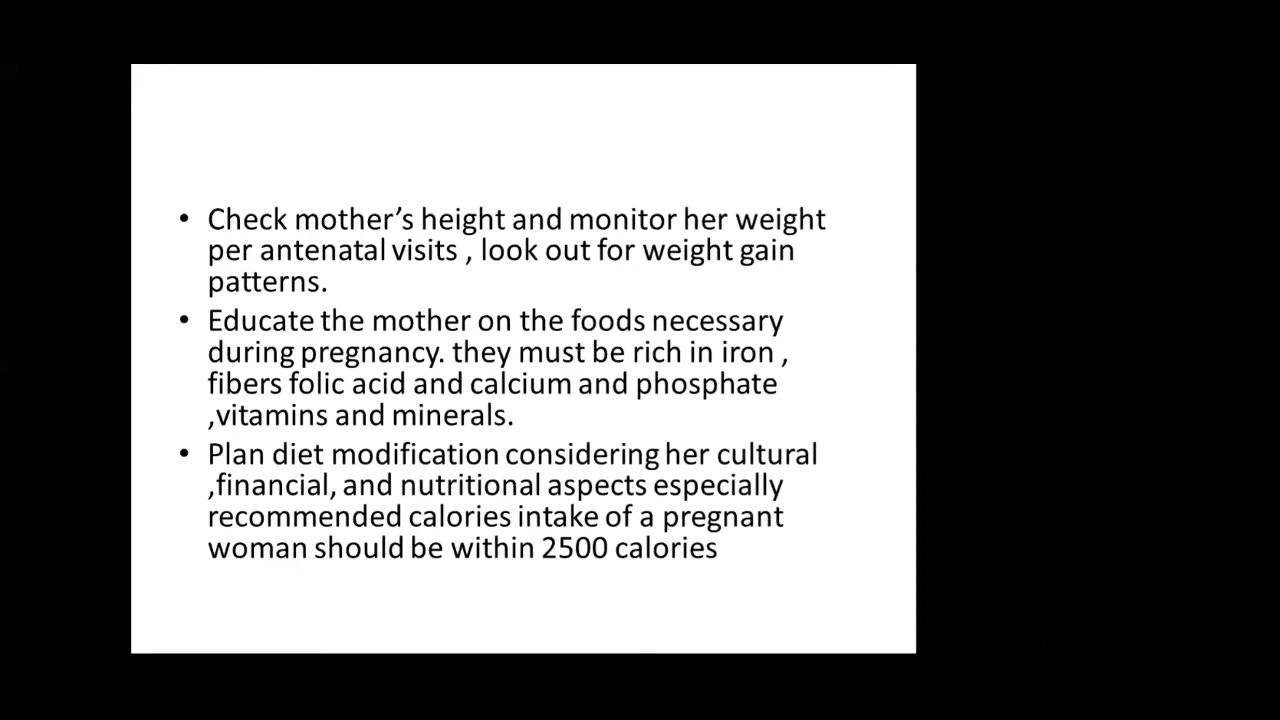 • Check mother’s height and monitor her weight
per antenatal visits , look out for weight gain
patterns.
• Educate the mother on the foods necessary
during pregnancy. they must be rich in iron ,
fibers folic acid and calcium and phosphate
,vitamins and minerals.
• Plan diet modification considering her cultural
,financial, and nutritional aspects especially
recommended calories intake of a pregnant
woman should be within 2500 calories